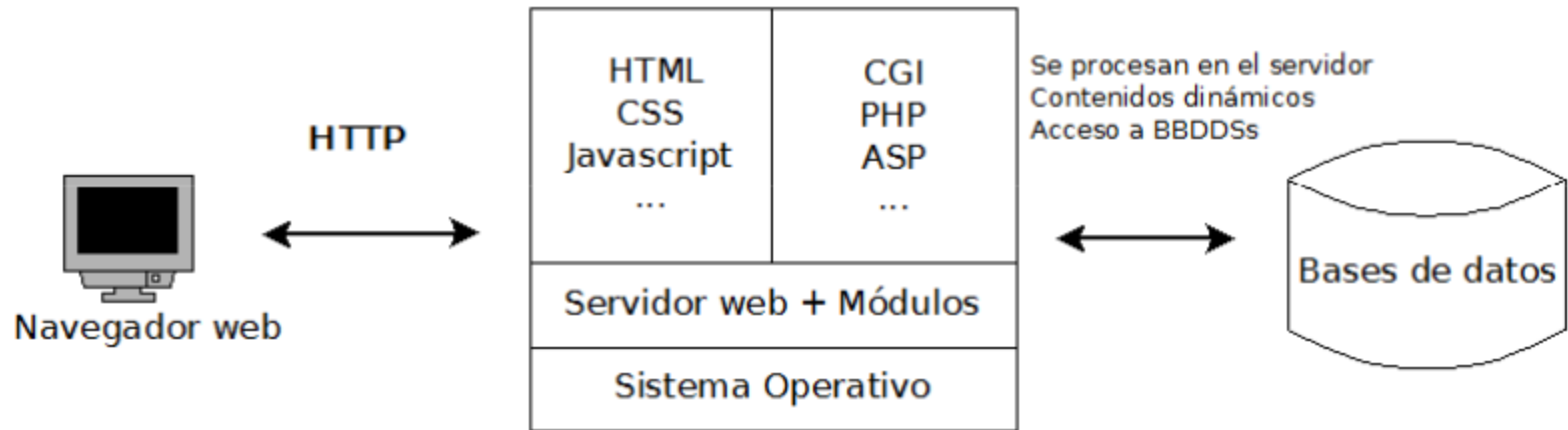 Navegador web
HTTP
HTML
CSS
Javascript
...
CGI
PHP
ASP
...
Servidor web + Módulos
Sistema Operativo
Se procesan en el servidor
Contenidos dinámicos
Acceso a BBDDSs
Bases de datos